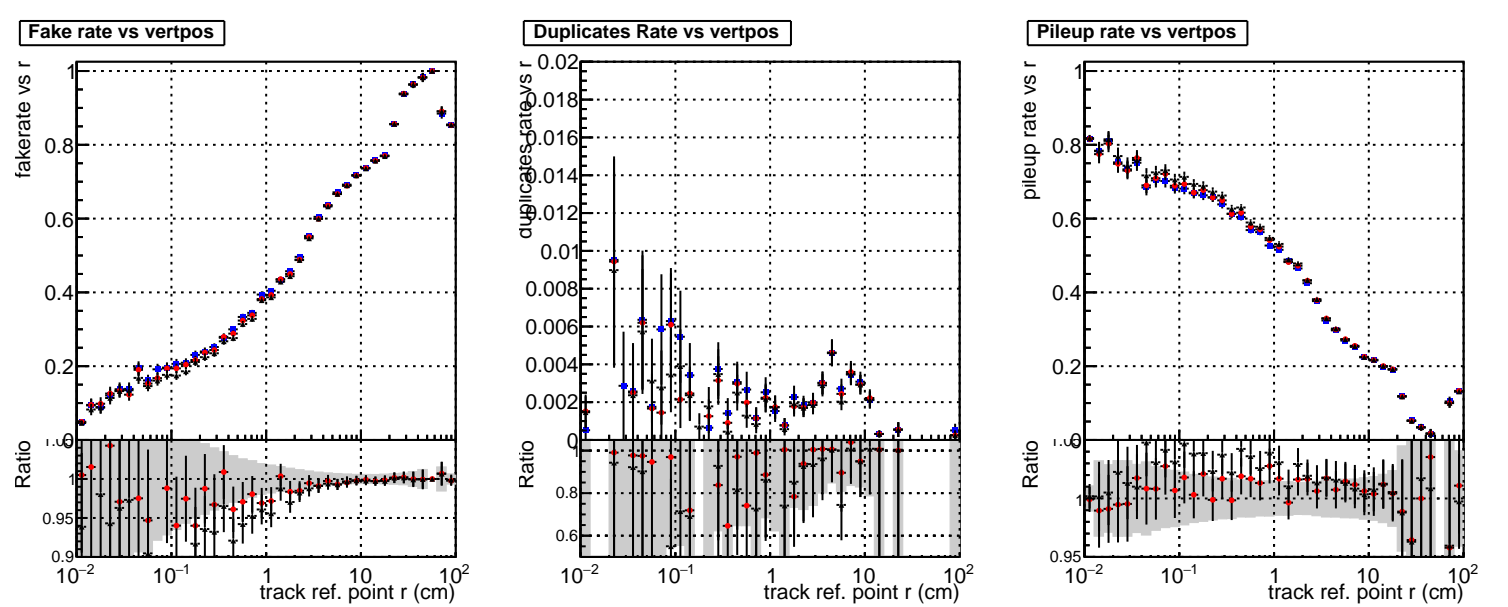 Fake rate vs vertpos
fakerate vs r
1
0.8
0.6
0.4
0.2
0
Ratio
1
0.95
0.9
10⁻² 10⁻¹ 1 10 10²
track ref. point r (cm)
Duplicates Rate vs vertpos
duplicates rate vs r
0.02
0.018
0.016
0.014
0.012
0.01
0.008
0.006
0.004
0.002
0
Ratio
1
0.8
0.6
10⁻² 10⁻¹ 1 10 10²
track ref. point r (cm)
Pileup rate vs vertpos
pileup rate vs r
1
0.8
0.6
0.4
0.2
0
Ratio
1
0.95
10⁻² 10⁻¹ 1 10 10²
track ref. point r (cm)